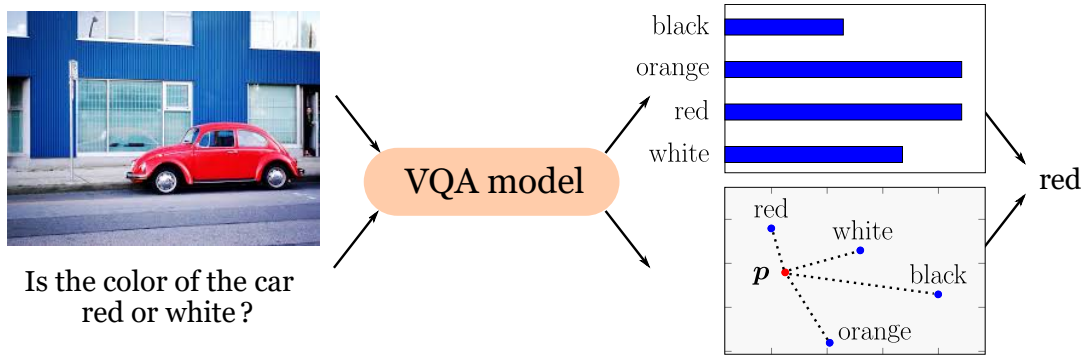 Is the color of the car
red or white ?
VQA model
black
orange
red
white
red
white
p
black
orange
red